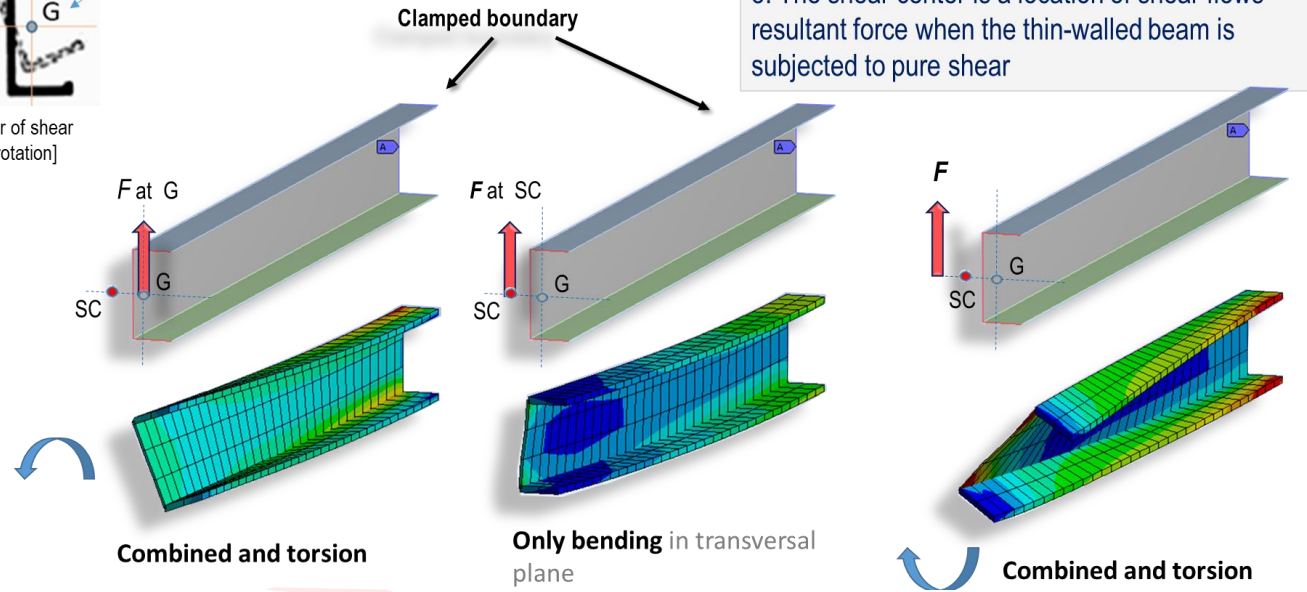 G
Clamped boundary
resultant force when the thin-walled beam is
subjected to pure shear
r of shear
otation]
F at G
G
SC
A
F at SC
G
SC
A
F
G
SC
A
Combined and torsion
Only bending in transversal
plane
Combined and torsion